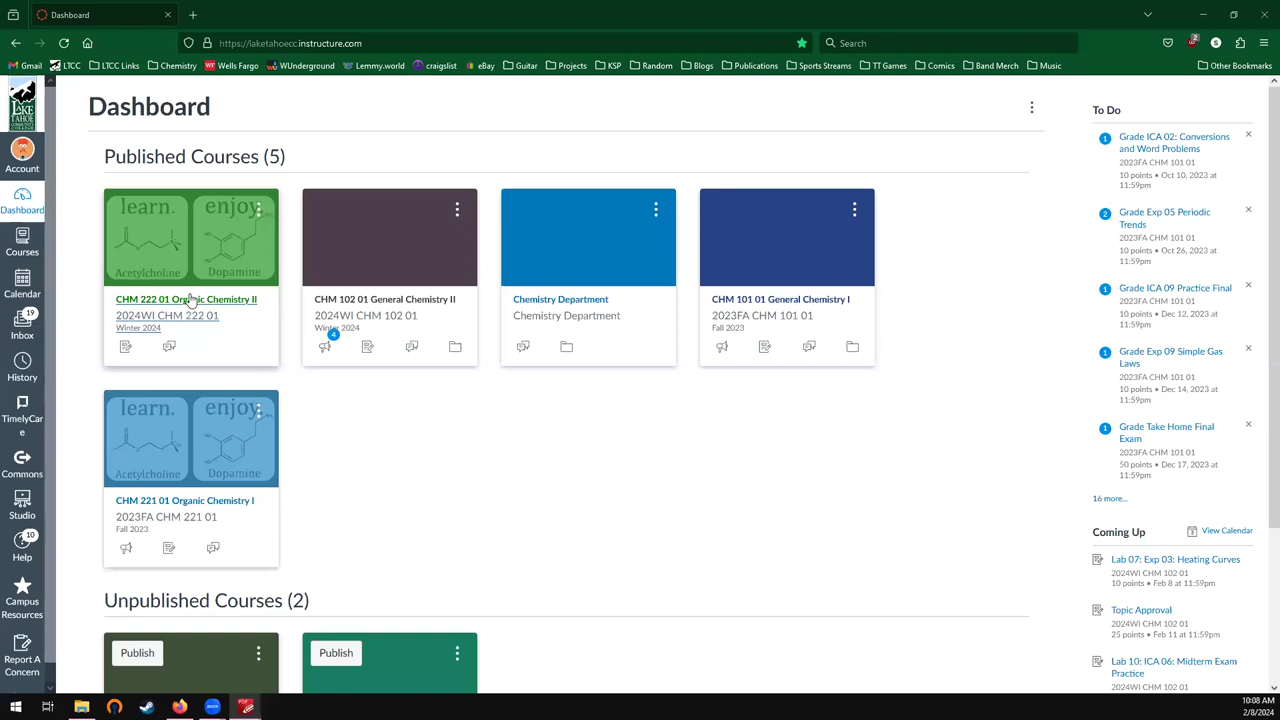 Dashboard
https://laketahoecc.instructure.com
Search
Gmail
LTCC
LTCC Links
Chemistry
Wells Fargo
WUnderground
Lemmy.world
craigslist
eBay
Guitar
Projects
KSP
Random
Blogs
Publications
Sports Streams
TT Games
Comics
Band Merch
Music
Other Bookmarks
LAKE
TAHOE
Account
Dashboard
Courses
Calendar
19
Inbox
History
TimelyCar
e
Commons
Studio
10
Help
Campus
Resources
Report A
Concern
Dashboard
Published Courses (5)
learn.
enjoy.
Acetylcholine
Dopamine
CHM 222 01 Organic Chemistry II
2024WI CHM 222 01
Winter 2024
CHM 102 01 General Chemistry II
2024WI CHM 102 01
Winter 2024
4
Chemistry Department
Chemistry Department
CHM 101 01 General Chemistry I
2023FA CHM 101 01
Fall 2023
learn.
enjoy.
Acetylcholine
Dopamine
CHM 221 01 Organic Chemistry I
2023FA CHM 221 01
Fall 2023
Unpublished Courses (2)
Publish
Publish
To Do
1
Grade ICA 02: Conversions
and Word Problems
2023FA CHM 101 01
10 points • Oct 10, 2023 at
11:59pm
2
Grade Exp 05 Periodic
Trends
2023FA CHM 101 01
10 points • Oct 26, 2023 at
11:59pm
1
Grade ICA 09 Practice Final
2023FA CHM 101 01
10 points • Dec 12, 2023 at
11:59pm
1
Grade Exp 09 Simple Gas
Laws
2023FA CHM 101 01
10 points • Dec 14, 2023 at
11:59pm
1
Grade Take Home Final
Exam
2023FA CHM 101 01
50 points • Dec 17, 2023 at
11:59pm
16 more...
Coming Up
View Calendar
Lab 07: Exp 03: Heating Curves
2024WI CHM 102 01
10 points • Feb 8 at 11:59pm
Topic Approval
2024WI CHM 102 01
25 points • Feb 11 at 11:59pm
Lab 10: ICA 06: Midterm Exam
Practice
2024WI CHM 102 01
10:08 AM
2/8/2024